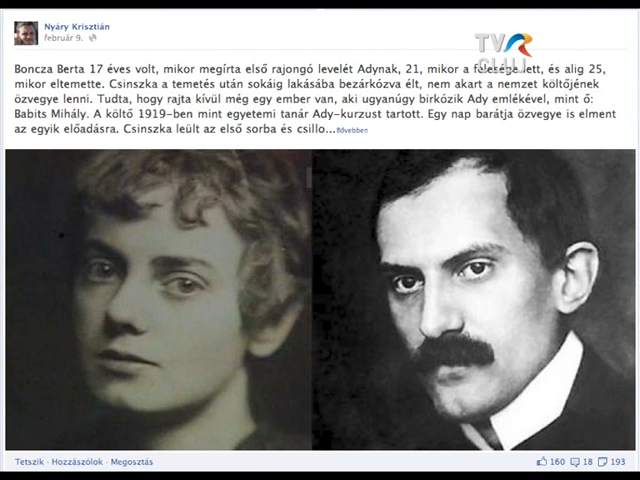 Nyáry Krisztián
február 9.
TVR
CLUJ
Boncza Berta 17 éves volt, mikor megírta első rajongó levelét Adynak, 21, mikor a felesége lett, és alig 25,
mikor eltemette. Csinszka a temetés után sokáig lakásába bezárkózva élt, nem akart a nemzet költőjének
özvegye lenni. Tudta, hogy rajta kívül még egy ember van, aki ugyanúgy birkózik Ady emlékével, mint ő:
Babits Mihály. A költő 1919-ben mint egyetemi tanár Ady-kurzust tartott. Egy nap barátja özvegye is elment
az egyik előadásra. Csinszka leült az első sorba és csillo...Bővebben
Tetszik · Hozzászólok · Megosztás 160 18 193